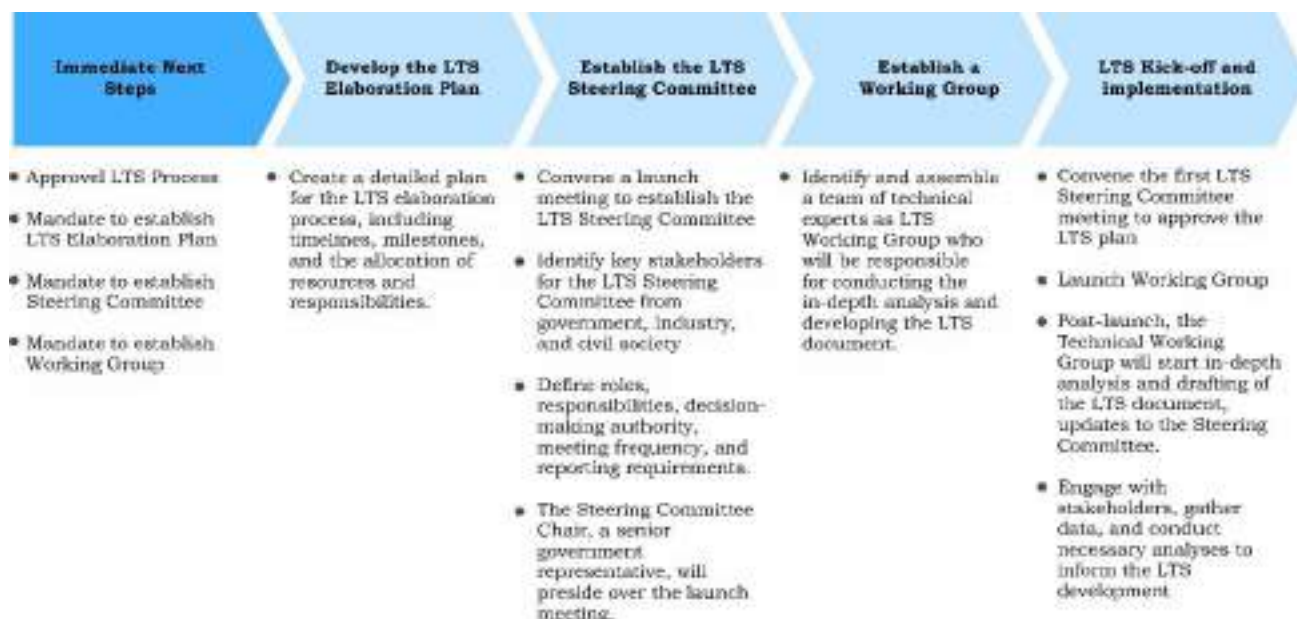 Immediate Next
Steps
Develop the LTS
Elaboration Plan
Establish the LTS
Steering Committee
Establish a
Working Group
LTS Kick-off and
implementation
• Approvel LTS Process
• Mandate to establish
LTS Elaboration Plan
• Mandate to establish
Steering Committee
• Mandate to establish
Working Group
• Create a detailed plan
for the LTS elaboration
process, including
timelines, milestones,
and the allocation of
resources and
responsibilities.
• Convene a launch
meeting to establish the
LTS Steering Committee
• Identify key stakeholders
for the LTS Steering
Committee from
government, industry,
and civil society
• Define roles,
responsibilities, decision-
making authority,
meeting frequency, and
reporting requirements.
• The Steering Committee
Chair, a senior
government
representative, will
preside over the launch
meeting.
• Identify and assemble
a team of technical
experts as LTS
Working Group who
will be responsible
for conducting the
in-depth analysis and
developing the LTS
document.
• Convene the first LTS
Steering Committee
meeting to approve the
LTS plan
• Launch Working Group
• Post-launch, the
Technical Working
Group will start in-depth
analysis and drafting of
the LTS document,
updates to the Steering
Committee.
• Engage with
stakeholders, gather
data, and conduct
necessary analyses to
inform the LTS
development